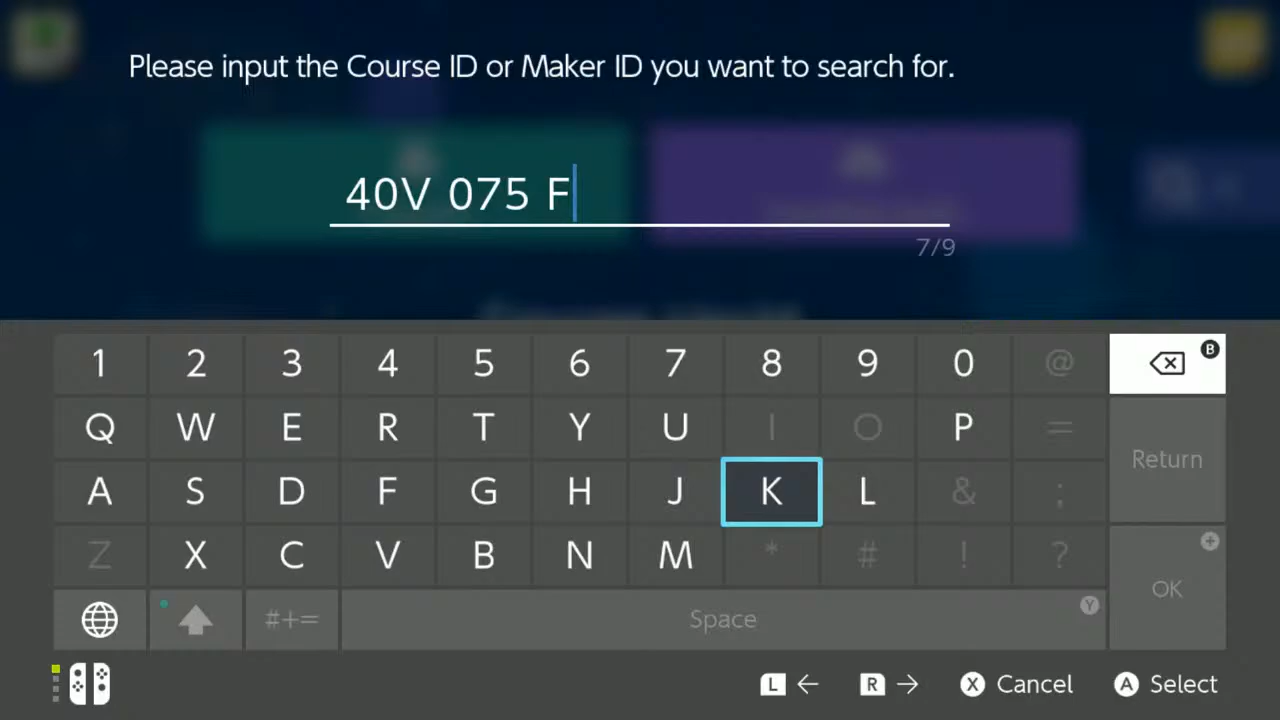 Please input the Course ID or Maker ID you want to search for.
40V 075 F
7/9
1 2 3 4 5 6 7 8 9 0 @ B
Q W E R T Y U I O P = Return
A S D F G H J K L & ;
Z X C V B N M * # ! ? + OK
#+= Space Y
L ← R → X Cancel A Select